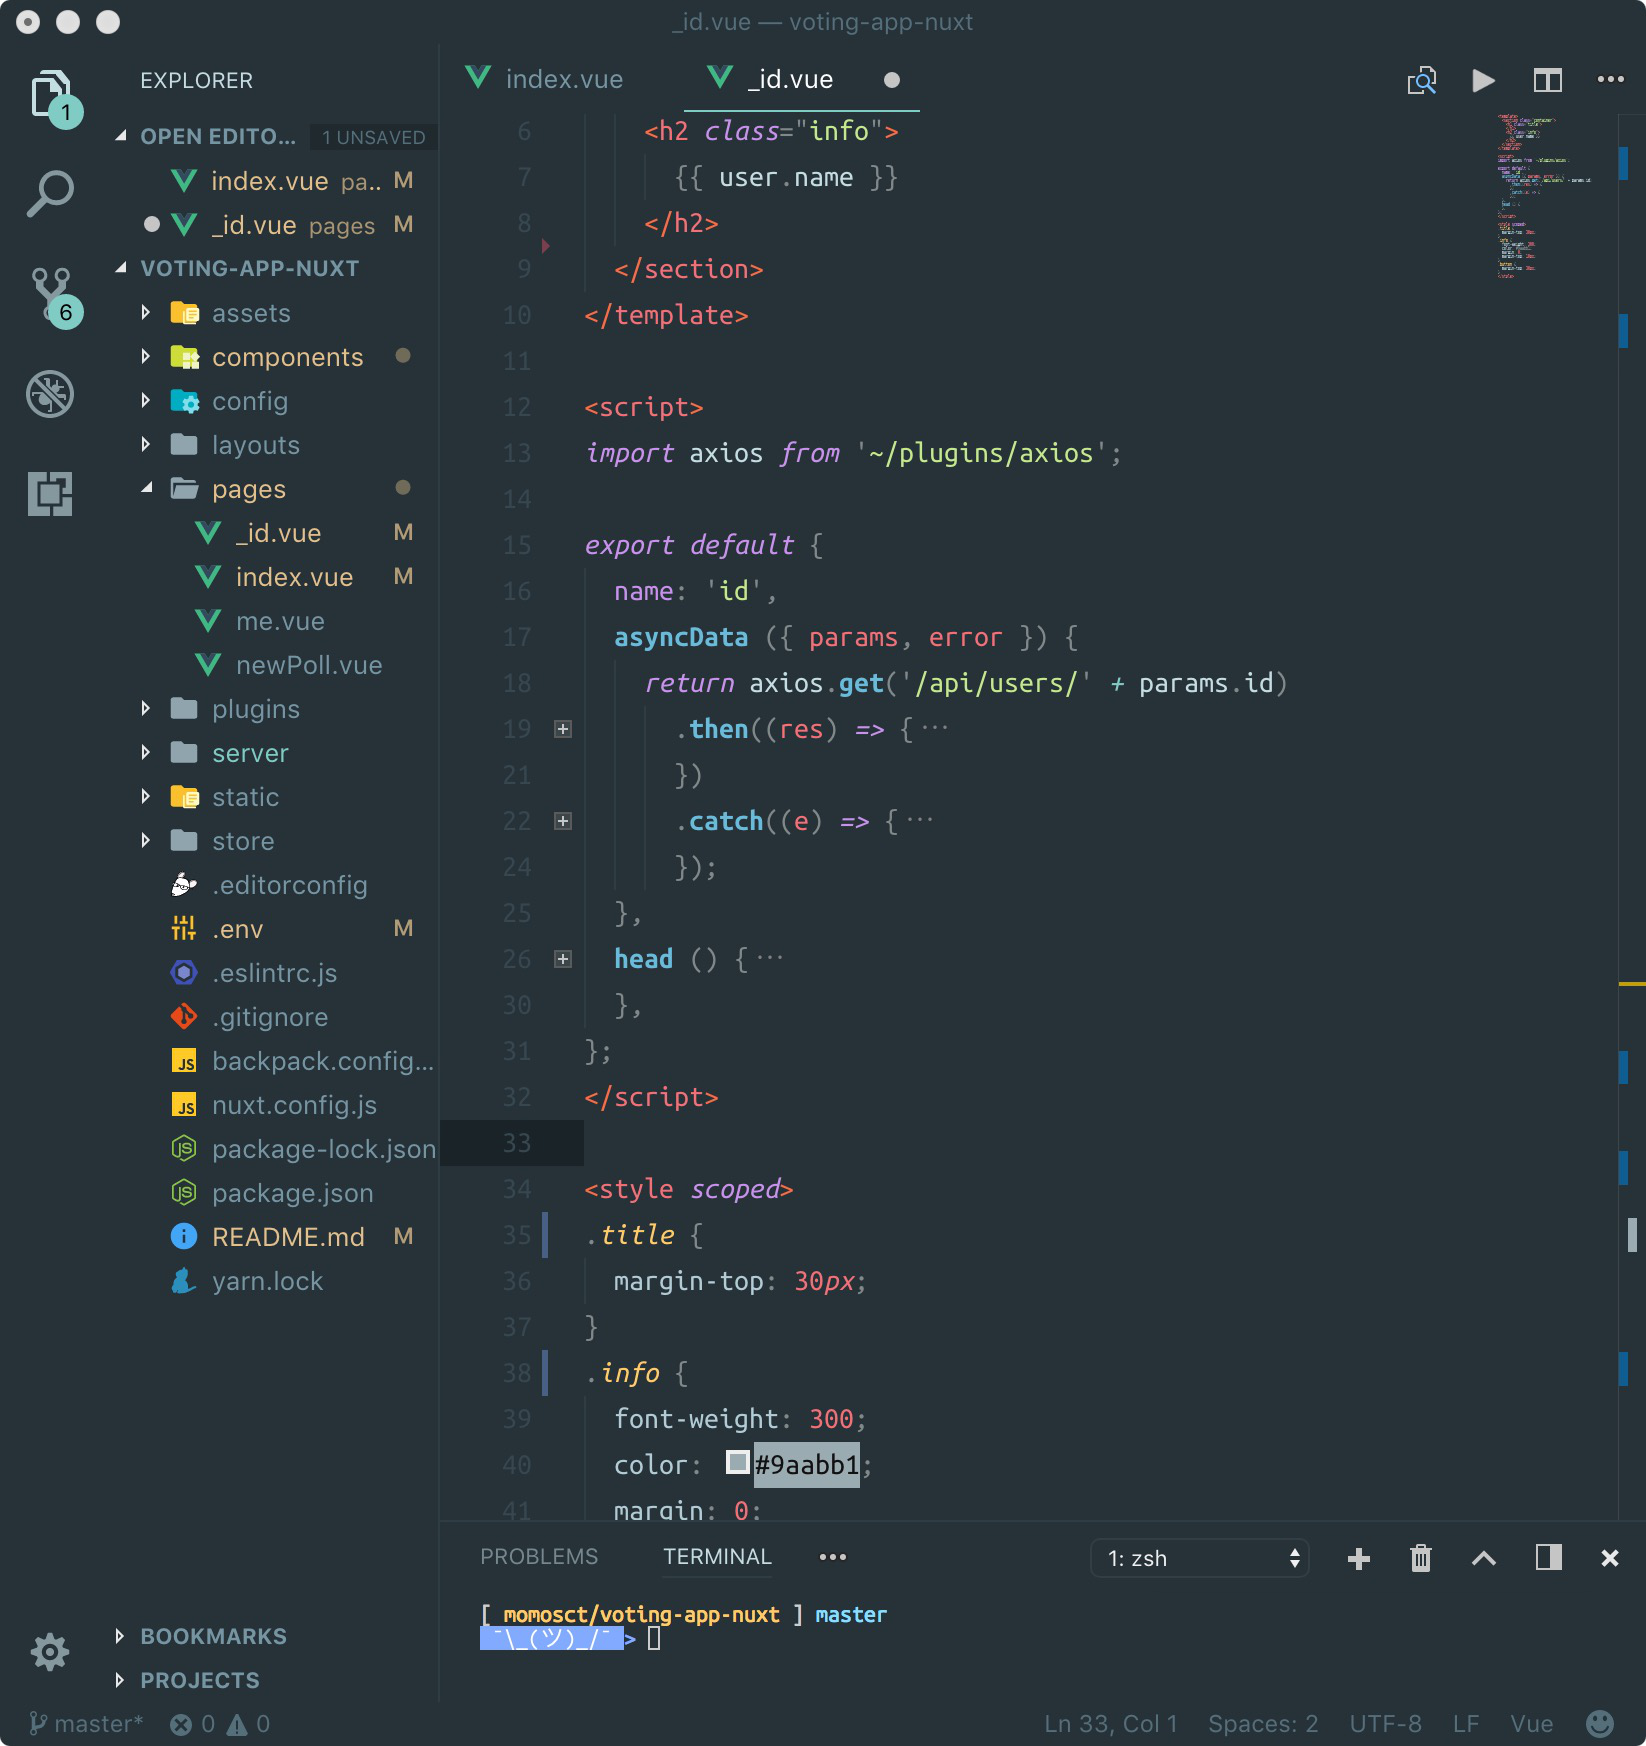 _id.vue — voting-app-nuxt
EXPLORER
1
OPEN EDITO... 1 UNSAVED
index.vue pa.. M
_id.vue pages M
VOTING-APP-NUXT
6
assets
components
config
layouts
pages
_id.vue M
index.vue M
me.vue
newPoll.vue
plugins
server
static
store
.editorconfig
.env M
.eslintrc.js
.gitignore
JS backpack.config...
JS nuxt.config.js
JS package-lock.json
JS package.json
i README.md M
yarn.lock
BOOKMARKS
PROJECTS
index.vue _id.vue
6 <h2 class="info">
7 {{ user.name }}
8 </h2>
9 </section>
10 </template>
11
12 <script>
13 import axios from '~/plugins/axios';
14
15 export default {
16 name: 'id',
17 asyncData ({ params, error }) {
18 return axios.get('/api/users/' + params.id)
19 .then((res) => {···
21 })
22 .catch((e) => {···
24 });
25 },
26 head () {···
30 },
31 };
32 </script>
33
34 <style scoped>
35 .title {
36 margin-top: 30px;
37 }
38 .info {
39 font-weight: 300;
40 color: #9aabb1;
41 margin: 0;
PROBLEMS TERMINAL ••• 1: zsh
[ momosct/voting-app-nuxt ] master
¯\_(ツ)_/¯ >
master* 0 0 Ln 33, Col 1 Spaces: 2 UTF-8 LF Vue